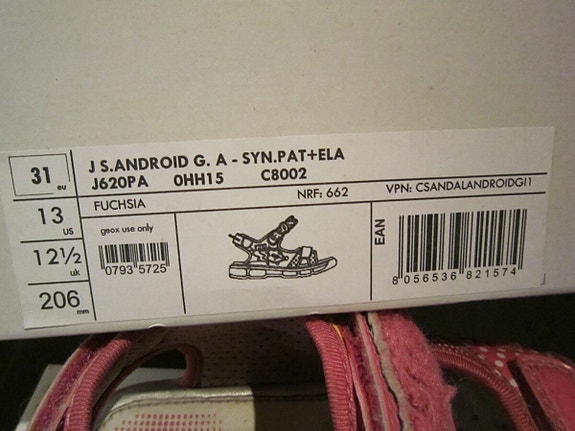 31 eu
J S.ANDROID G. A - SYN.PAT+ELA
J620PA 0HH15 C8002
13 US
FUCHSIA
NRF: 662
VPN: CSANDALANDROIDGI1
12½ uk
geox use only
0793 5725
206 mm
EAN
8 056536 821574